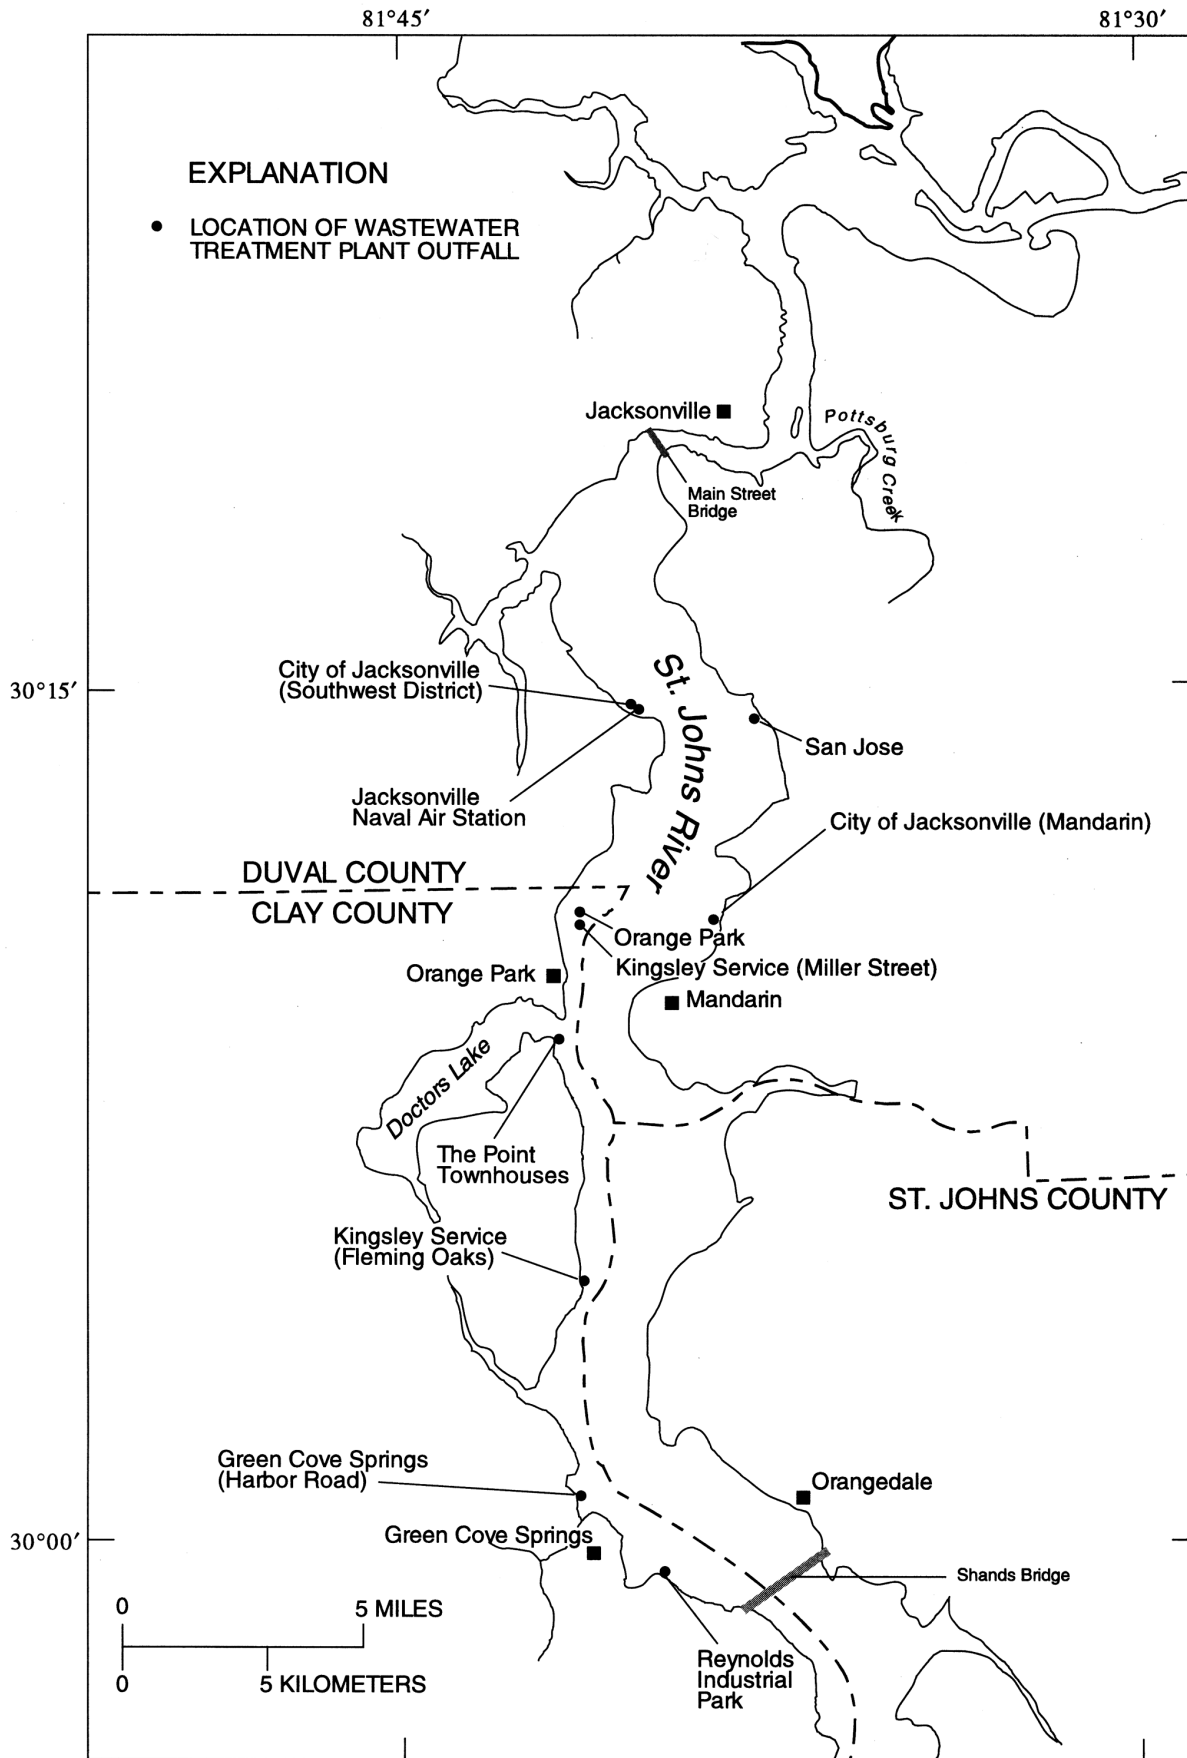 81°45′
81°30′
EXPLANATION
LOCATION OF WASTEWATER
TREATMENT PLANT OUTFALL
Jacksonville
Pottsburg Creek
Main Street
Bridge
St. Johns River
City of Jacksonville
(Southwest District)
30°15′
San Jose
Jacksonville
Naval Air Station
City of Jacksonville (Mandarin)
DUVAL COUNTY
CLAY COUNTY
Orange Park
Kingsley Service (Miller Street)
Orange Park
Mandarin
Doctors Lake
The Point
Townhouses
ST. JOHNS COUNTY
Kingsley Service
(Fleming Oaks)
Green Cove Springs
(Harbor Road)
Orangedale
30°00′
Green Cove Springs
Shands Bridge
0
5 MILES
0
5 KILOMETERS
Reynolds
Industrial
Park